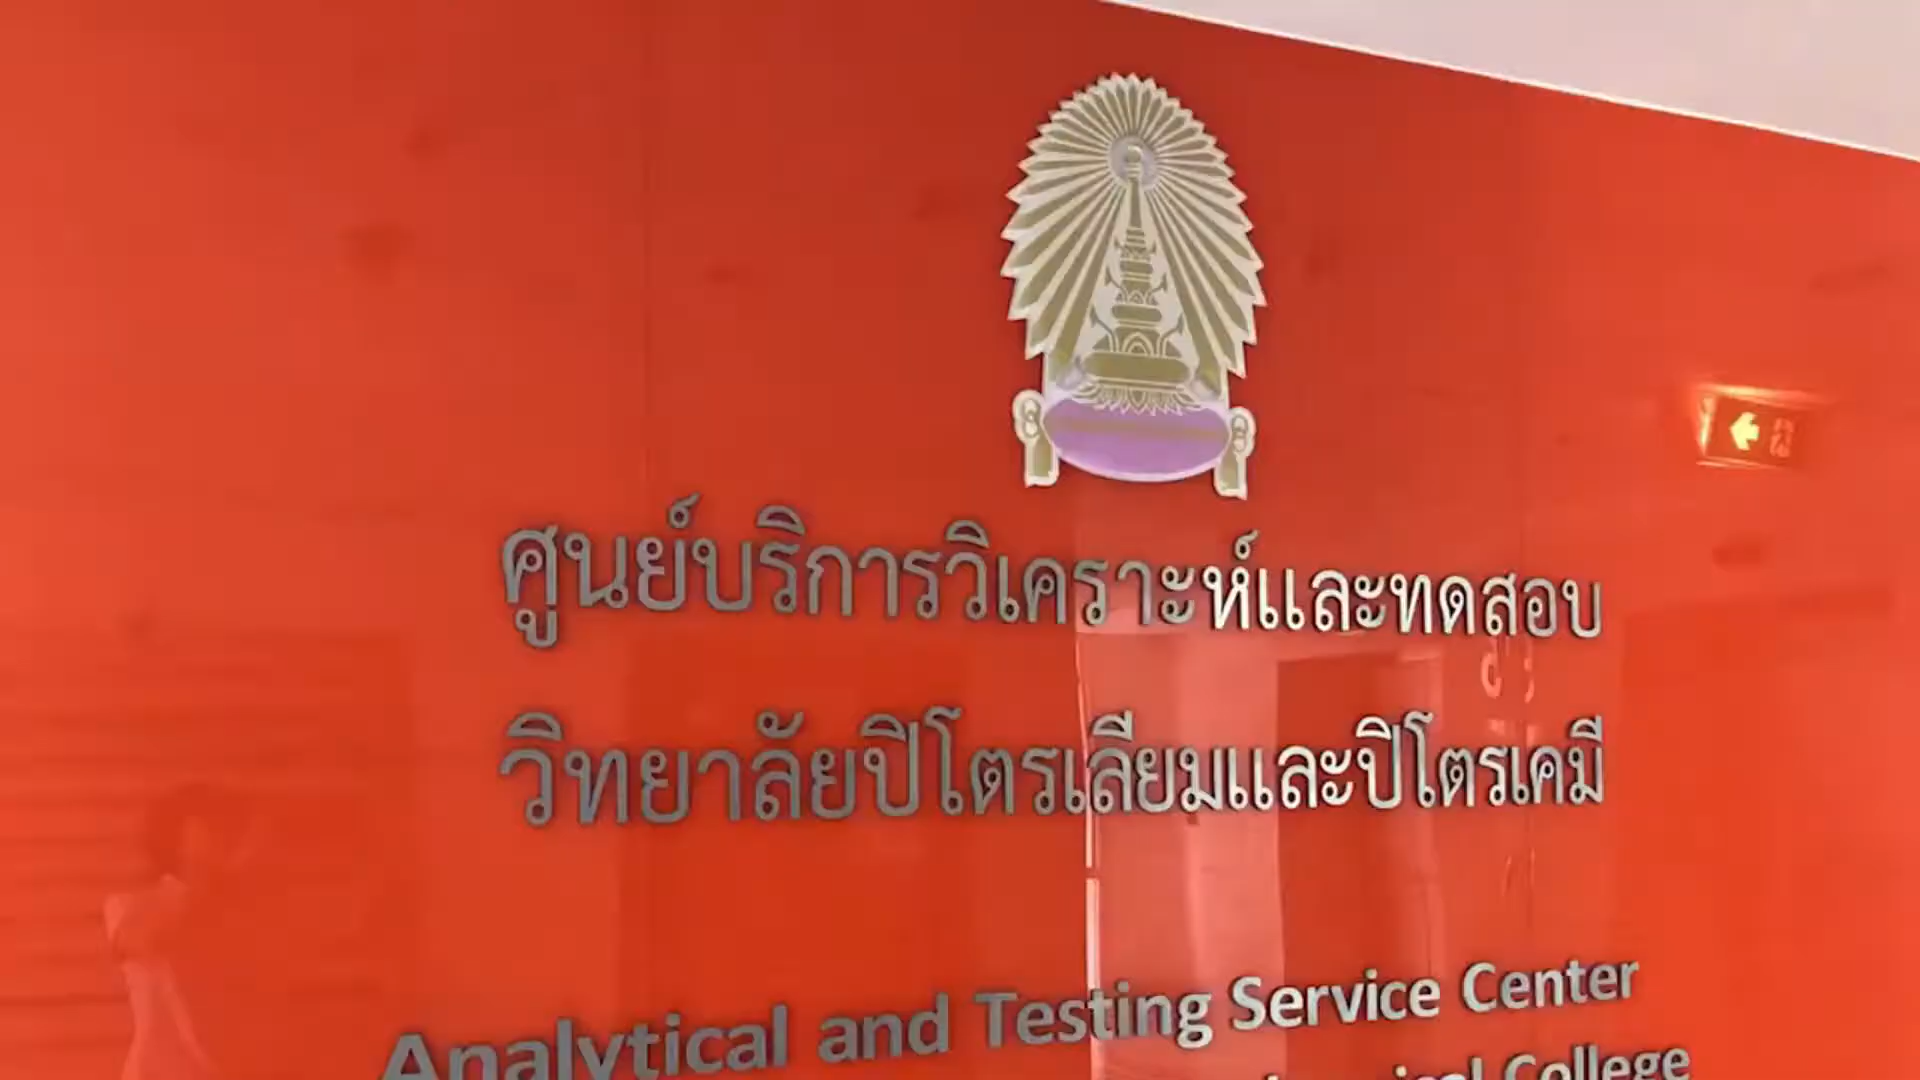 ศูนย์บริการวิเคราะห์และทดสอบ
วิทยาลัยปิโตรเลียมและปิโตรเคมี
Analytical and Testing Service Center
College